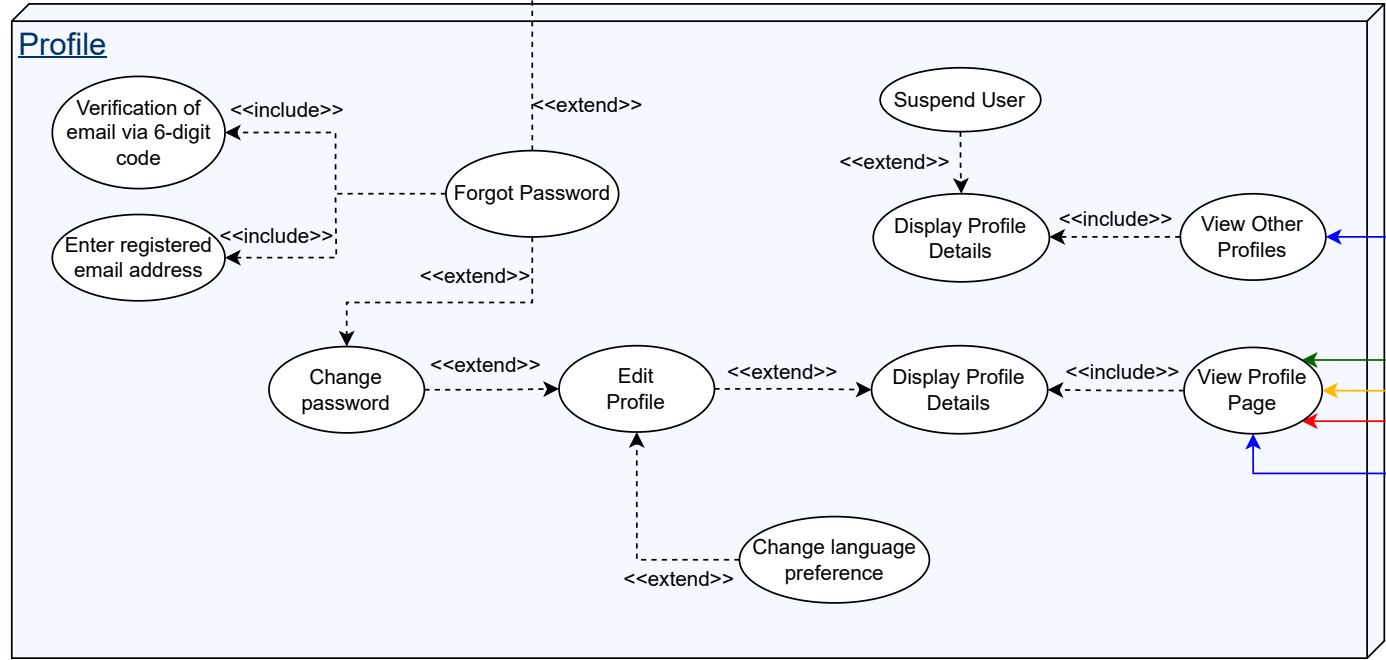 Profile
Verification of
email via 6-digit
code
<<include>>
<<extend>>
Suspend User
<<extend>>
Forgot Password
Enter registered
email address
<<include>>
<<extend>>
Display Profile
Details
<<include>>
View Other
Profiles
Change
password
<<extend>>
Edit
Profile
<<extend>>
Display Profile
Details
<<include>>
View Profile
Page
Change language
preference
<<extend>>